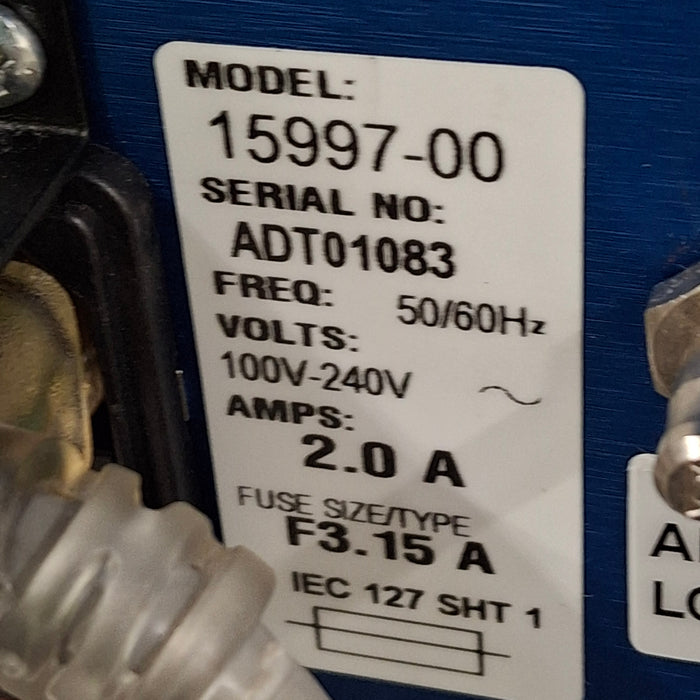 MODEL:
15997-00
SERIAL NO:
ADT01083
FREQ: 50/60Hz
VOLTS:
100V-240V ~
AMPS:
2.0 A
FUSE SIZE/TYPE
F3.15 A
IEC 127 SHT 1